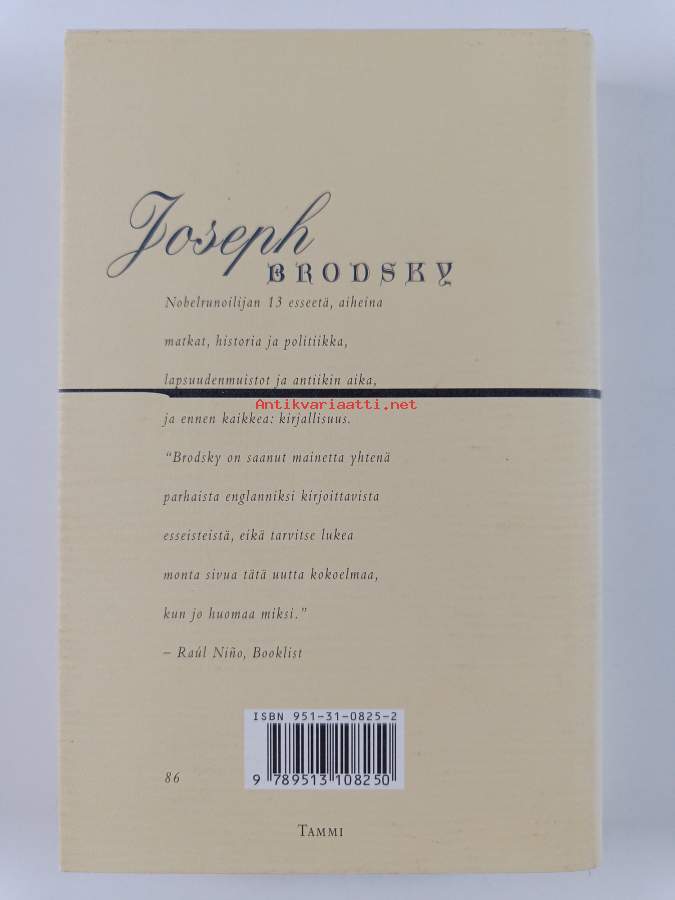 Joseph
BRODSKY
Nobelrunoilijan 13 esseetä, aiheina
matkat, historia ja politiikka,
lapsuudenmuistot ja antiikin aika,
Antikvariaatti.net
ja ennen kaikkea: kirjallisuus.
“Brodsky on saanut mainetta yhtenä
parhaista englanniksi kirjoittavista
esseisteistä, eikä tarvitse lukea
monta sivua tätä uutta kokoelmaa,
kun jo huomaa miksi.”
– Raúl Niño, Booklist
ISBN 951-31-0825-2
9 789513 108250
86
TAMMI